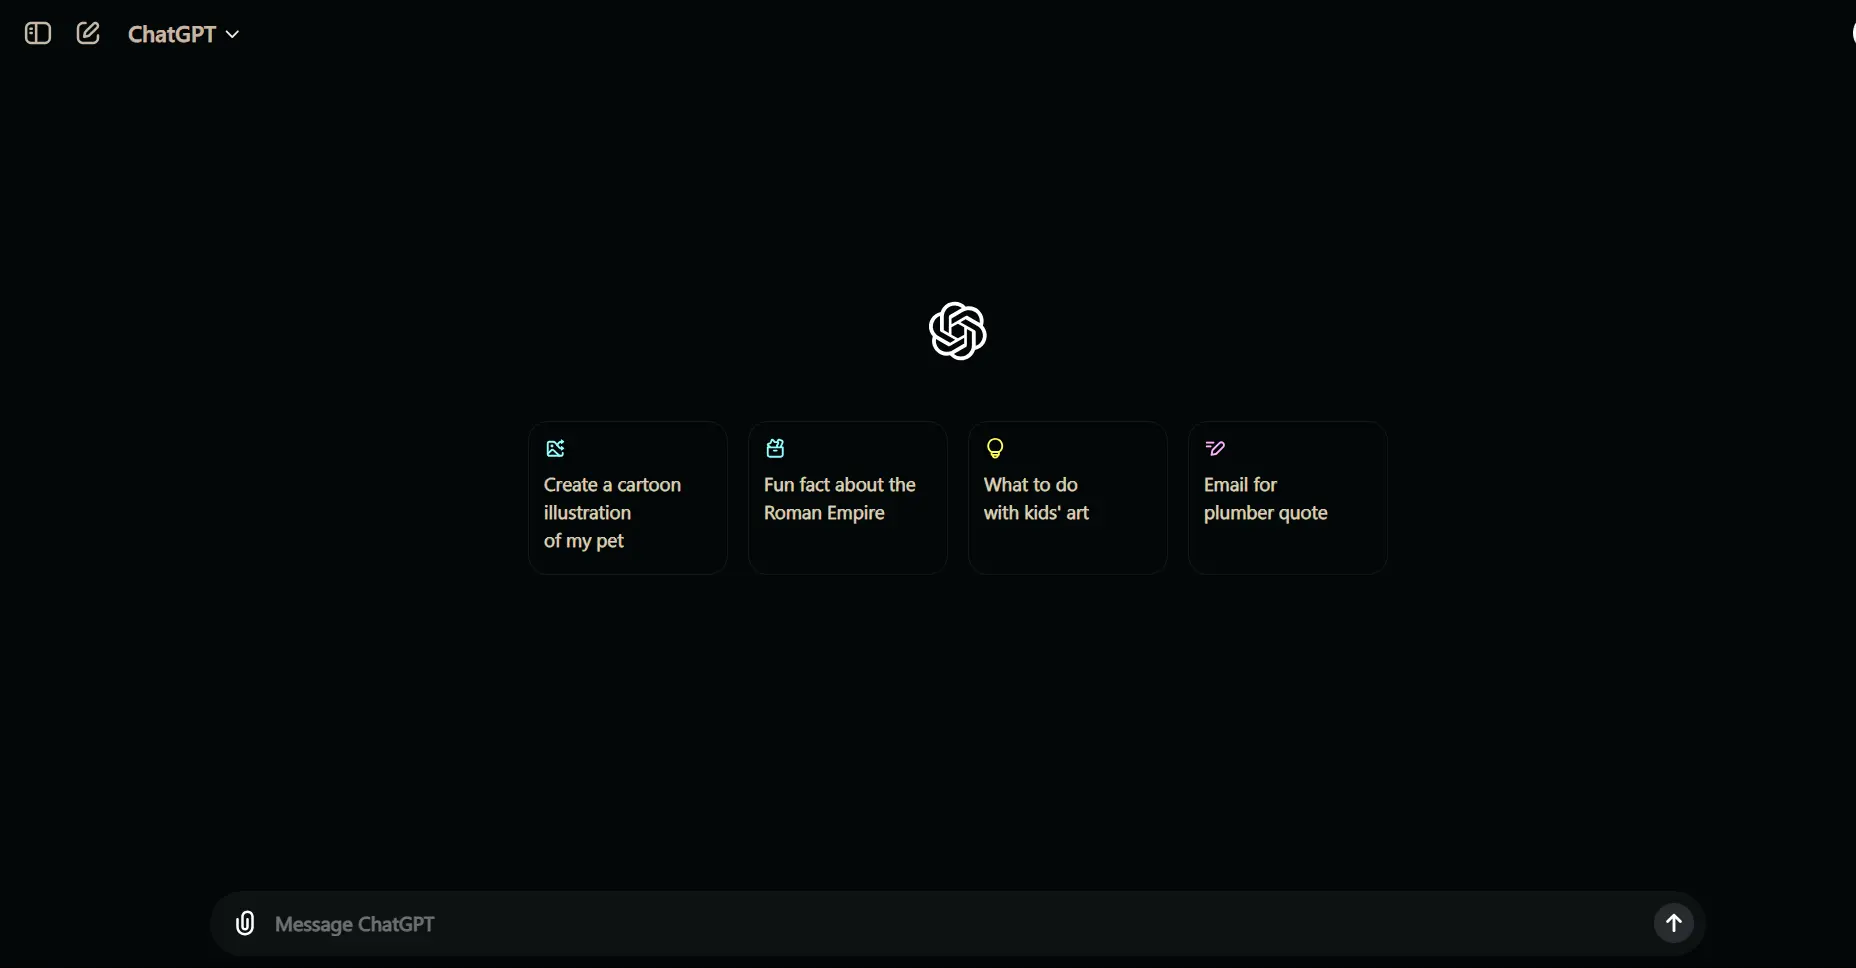 ChatGPT
Create a cartoon
illustration
of my pet
Fun fact about the
Roman Empire
What to do
with kids' art
Email for
plumber quote
Message ChatGPT